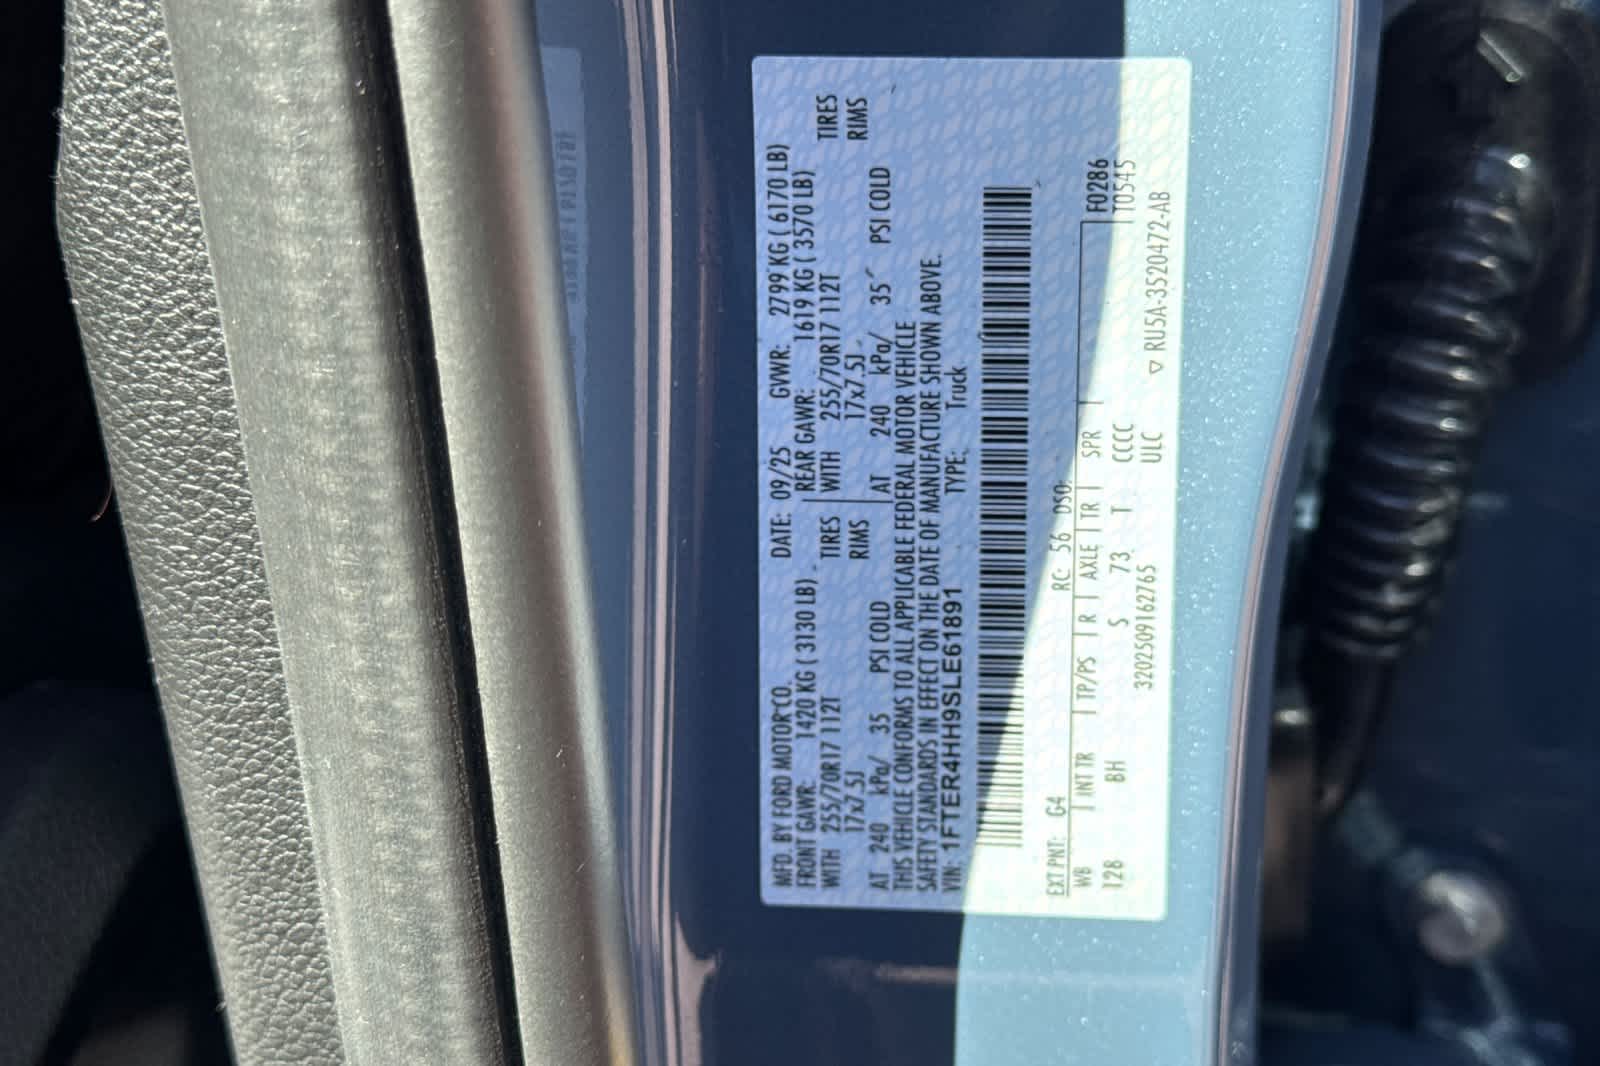 MFD. BY FORD MOTOR CO.
DATE: 09/25 GVWR: 2799 KG ( 6170 LB)
FRONT GAWR: 1420 KG ( 3130 LB) REAR GAWR: 1619 KG ( 3570 LB)
WITH 255/70R17 112T TIRES WITH 255/70R17 112T TIRES
17x7.5J RIMS 17x7.5J RIMS
AT 240 kPa/ 35 PSI COLD AT 240 kPa/ 35 PSI COLD
THIS VEHICLE CONFORMS TO ALL APPLICABLE FEDERAL MOTOR VEHICLE
SAFETY STANDARDS IN EFFECT ON THE DATE OF MANUFACTURE SHOWN ABOVE.
VIN: 1FTER4HH9SLE61891 TYPE: Truck
EXT PNT: G4 RC: 56 DSO: F0286
WB INT TR TP/PS R AXLE TR SPR T0545
128 BH S 73 T CCCC
320250916276​5 ULC ▽ RU5A-3520472-AB